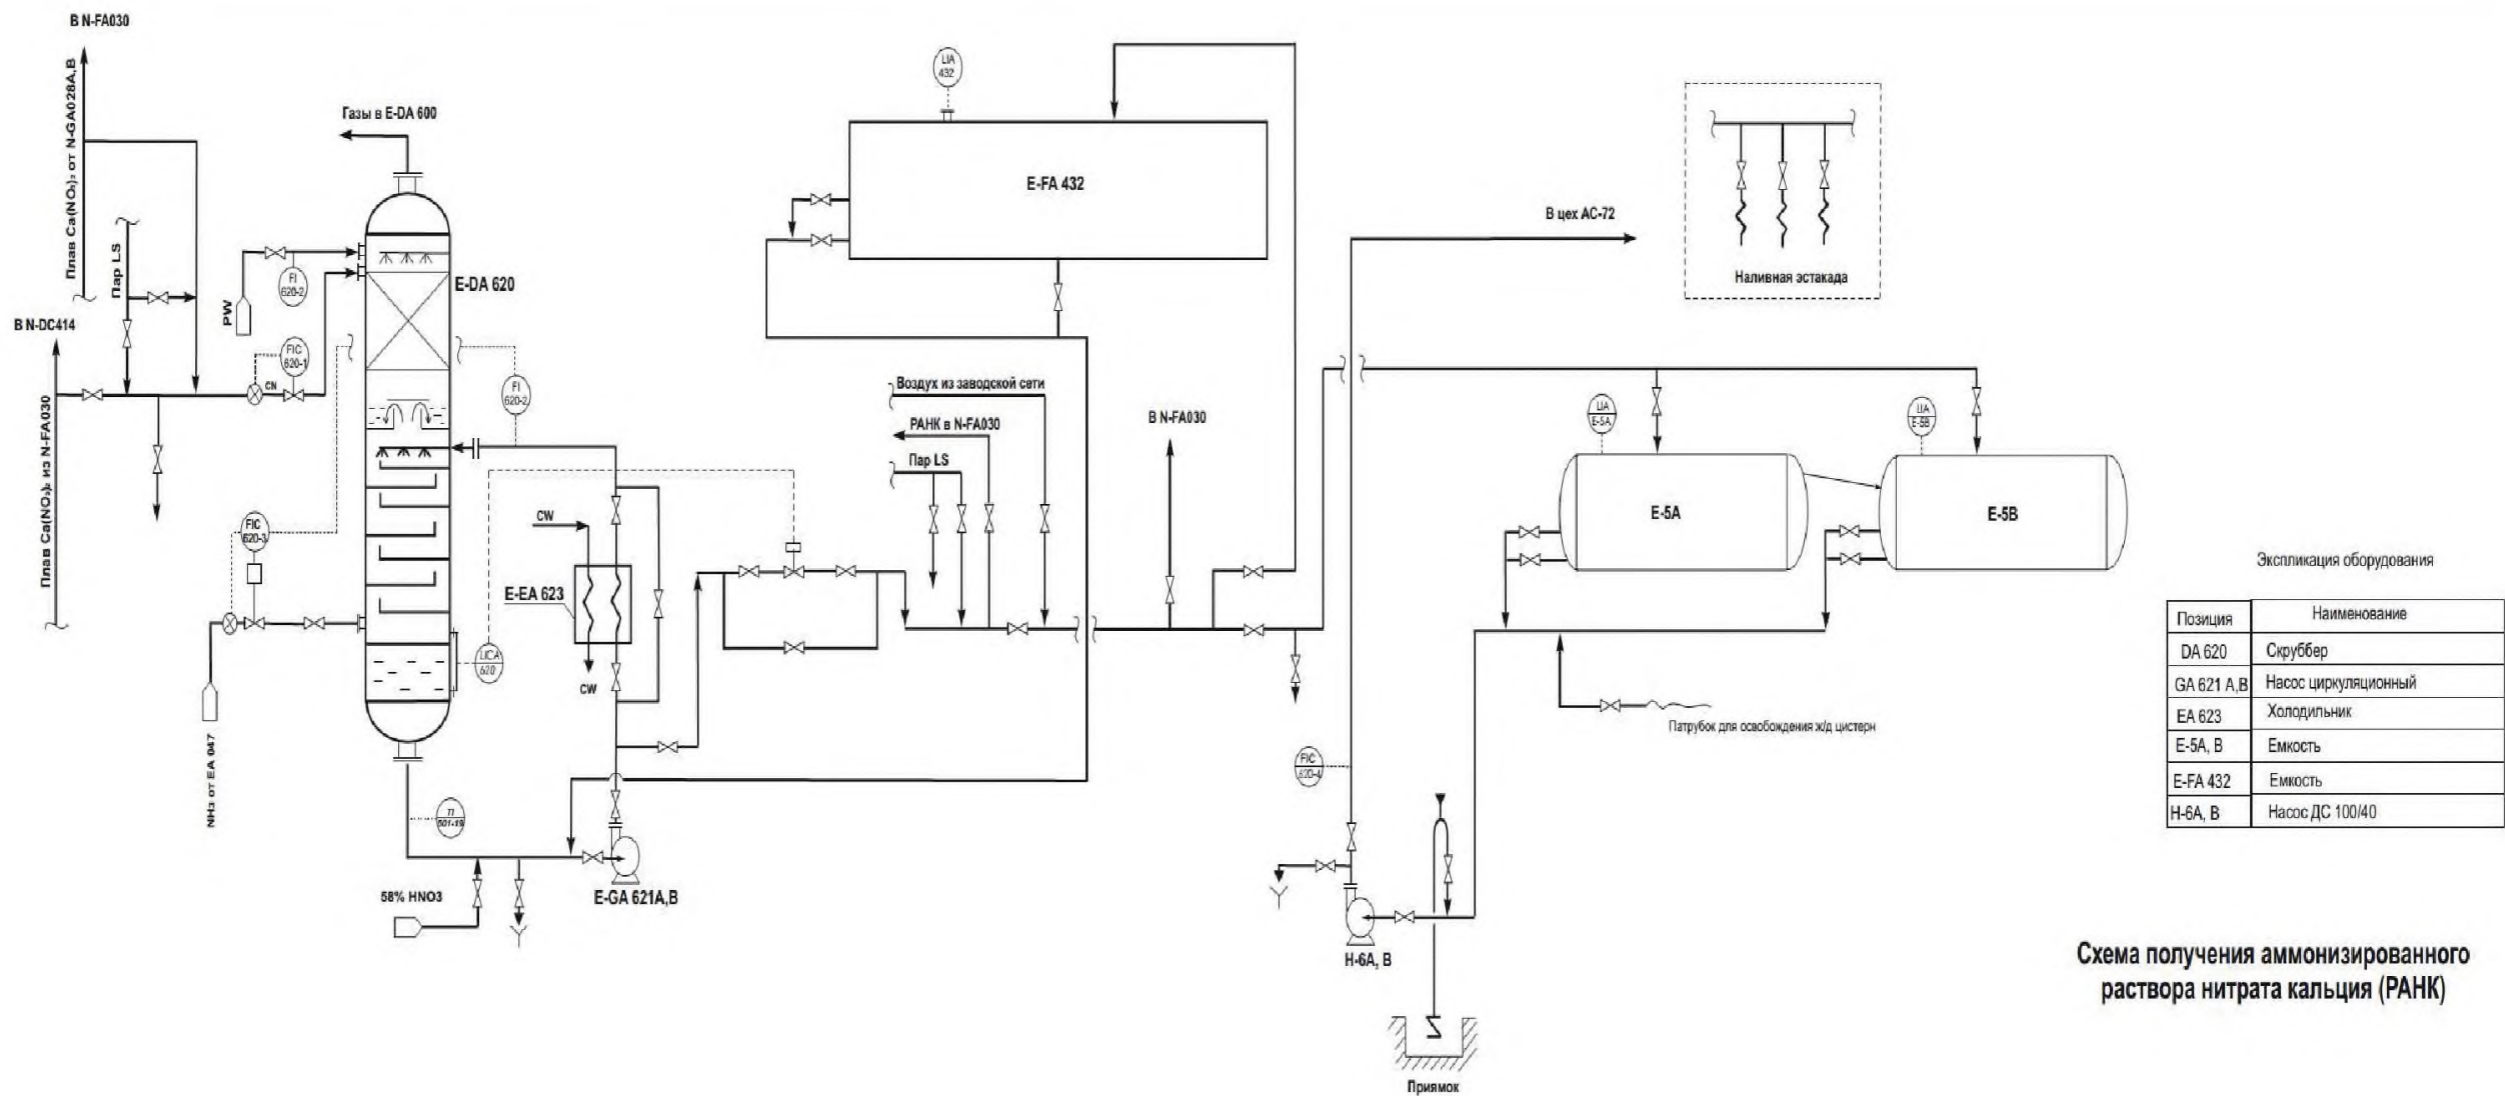 В N-FA030
Плав Ca(NO₃)₂ от N-GA028A,B
Газы в E-DA 600
LIA
432
E-FA 432
Пар LS
PW
FI
620-2
E-DA 620
В N-DC414
Плав Ca(NO₃)₂ из N-FA030
FIC
620-1
CN
FI
620-2
Воздух из заводской сети
РАНК в N-FA030
Пар LS
В N-FA030
В цех АС-72
Наливная эстакада
LIA
E-5A
LIA
E-5B
E-5A
E-5B
FIC
620-3
CW
E-EA 623
CW
LICA
620
NH₃ от EA 047
TI
501-19
58% HNO3
E-GA 621A,B
FIC
620-4
Патрубок для освобождения ж/д цистерн
Н-6А, В
Приямок
Экспликация оборудования
Позиция Наименование
DA 620 Скруббер
GA 621 A,B Насос циркуляционный
EA 623 Холодильник
E-5A, B Емкость
E-FA 432 Емкость
Н-6А, В Насос ДС 100/40
Схема получения аммонизированного
раствора нитрата кальция (РАНК)